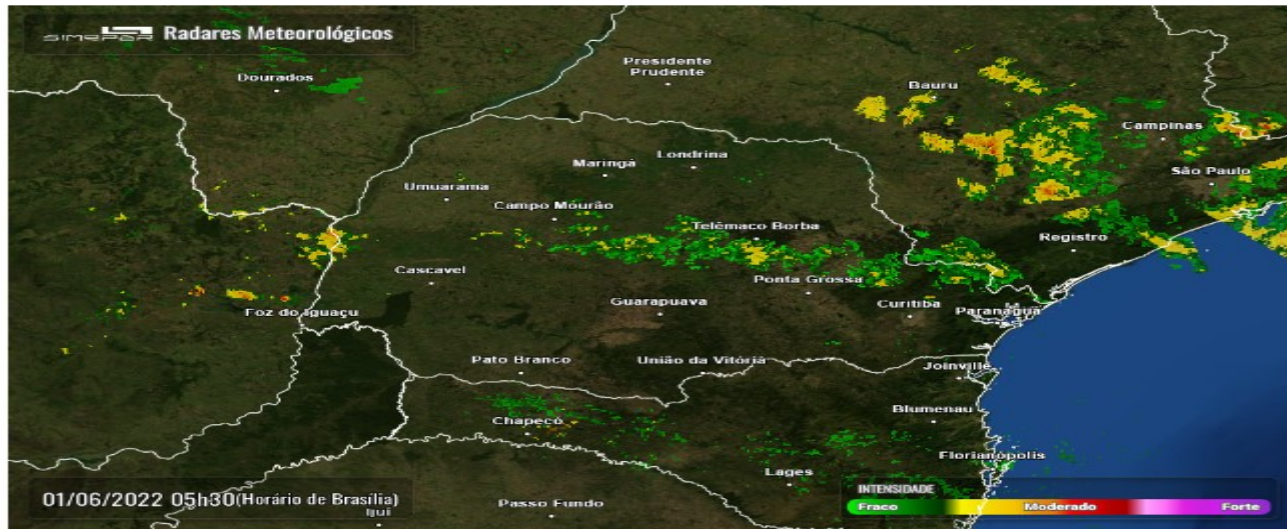 SIMEPAR Radares Meteorológicos
Dourados
Presidente
Prudente
Bauru
Campinas
São Paulo
Maringá
Londrina
Umuarama
Campo Mourão
Telêmaco Borba
Registro
Cascavel
Ponta Grossa
Foz do Iguaçu
Guarapuava
Curitiba
Paranaguá
Pato Branco
União da Vitória
Joinville
Blumenau
Chapecó
Florianópolis
Lages
01/06/2022 05h30(Horário de Brasília)
Ijuí
Passo Fundo
INTENSIDADE
Fraco Moderado Forte